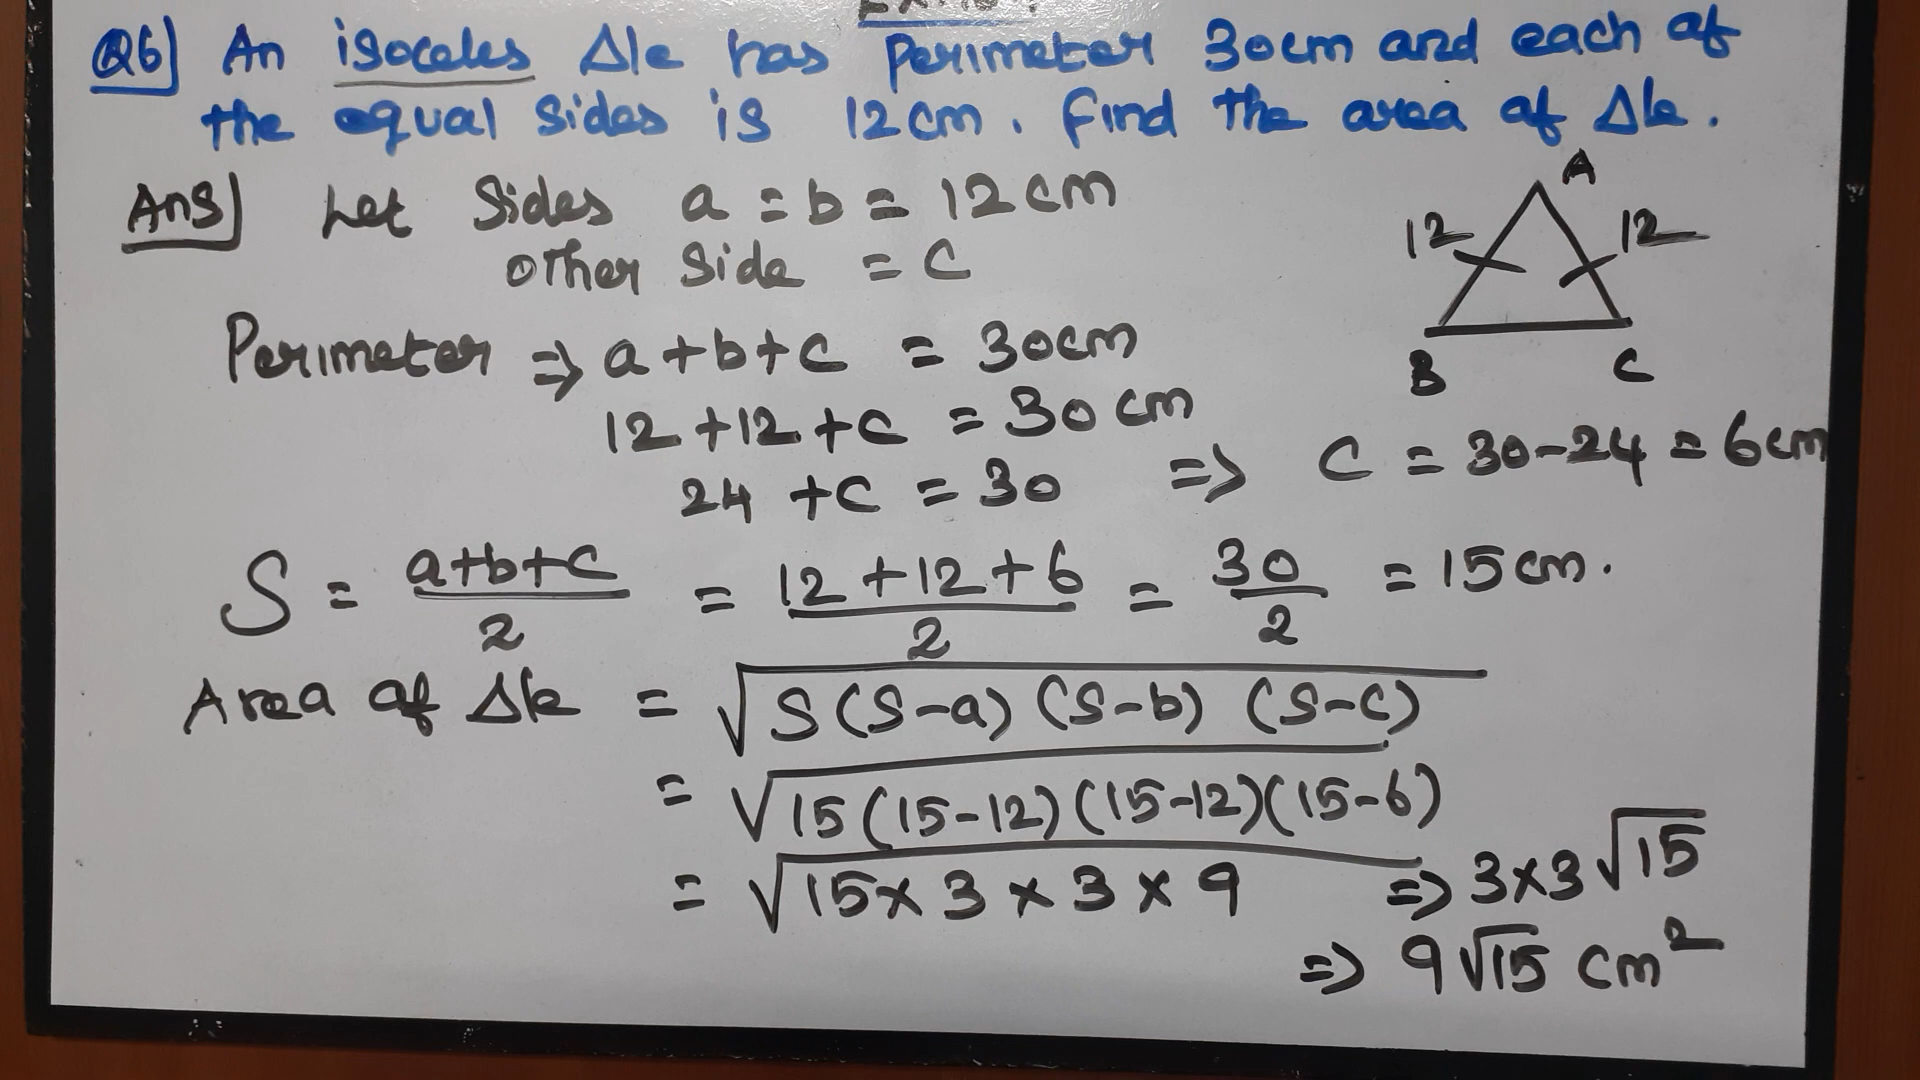 Q6] An isoceles Δle has perimeter 30cm and each of
the equal sides is 12cm. find the area of Δle.
Ans] Let Sides a = b = 12cm
other side = c
Perimeter ⇒ a+b+c = 30cm
12+12+c = 30cm
24 +c = 30 ⇒ c = 30-24 = 6cm
A
12 12
B C
S = a+b+c/2 = 12+12+6/2 = 30/2 = 15cm.
Area of Δle = √S(S-a)(S-b)(S-c)
= √15(15-12)(15-12)(15-6)
= √15×3×3×9 ⇒ 3×3√15
⇒ 9√15 cm²